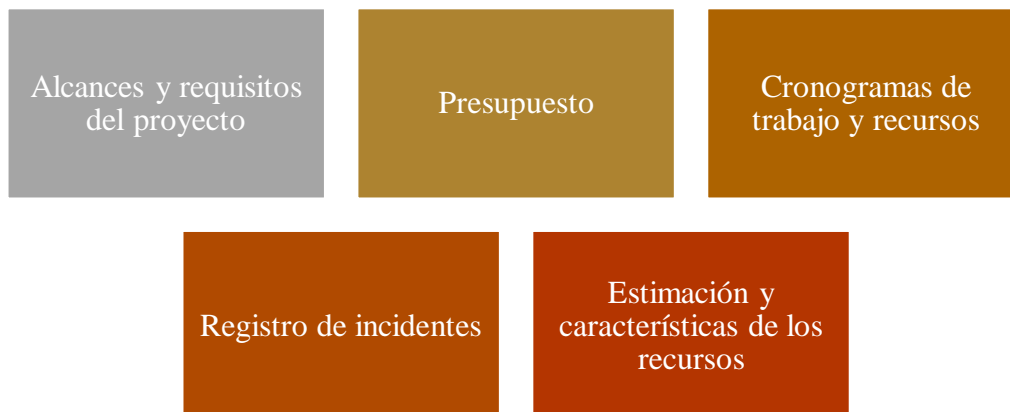 Alcances y requisitos
del proyecto
Presupuesto
Cronogramas de
trabajo y recursos
Registro de incidentes
Estimación y
características de los
recursos